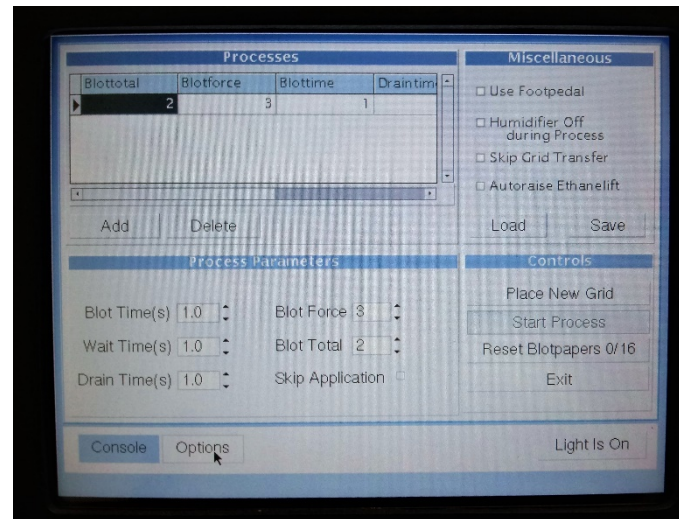 Processes
Blottotal Blotforce Blottime Draintim
2 3 1
Add Delete
Miscellaneous
Use Footpedal
Humidifier Off
during Process
Skip Grid Transfer
Autoraise Ethanelift
Load Save
Process Parameters
Blot Time(s) 1.0 Blot Force 3
Wait Time(s) 1.0 Blot Total 2
Drain Time(s) 1.0 Skip Application
Controls
Place New Grid
Start Process
Reset Blotpapers 0/16
Exit
Console Options
Light Is On